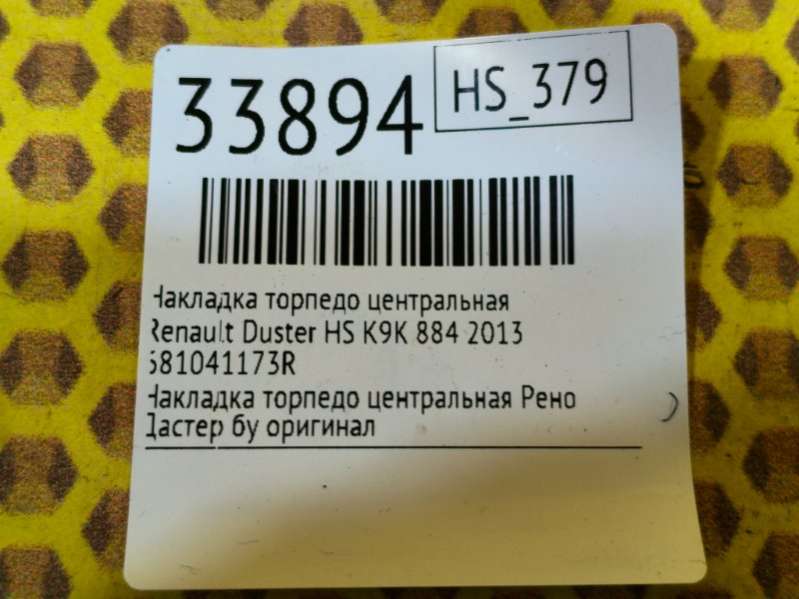 33894
HS_379
Накладка торпедо центральная
Renault Duster HS K9K 884 2013
681041173R
Накладка торпедо центральная Рено
Дастер бу оригинал